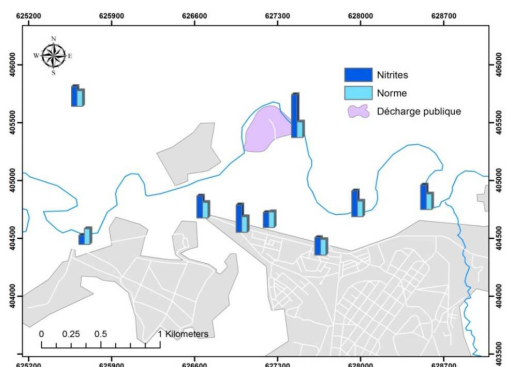 625200 625900 626600 627300 628000 628700
N
W E
S
Nitrites
Norme
Décharge publique
406000 406000
405500 405500
405000 405000
404500 404500
404000 404000
403500
0 0.25 0.5 1 Kilometers
625200 625900 626600 627300 628000 628700